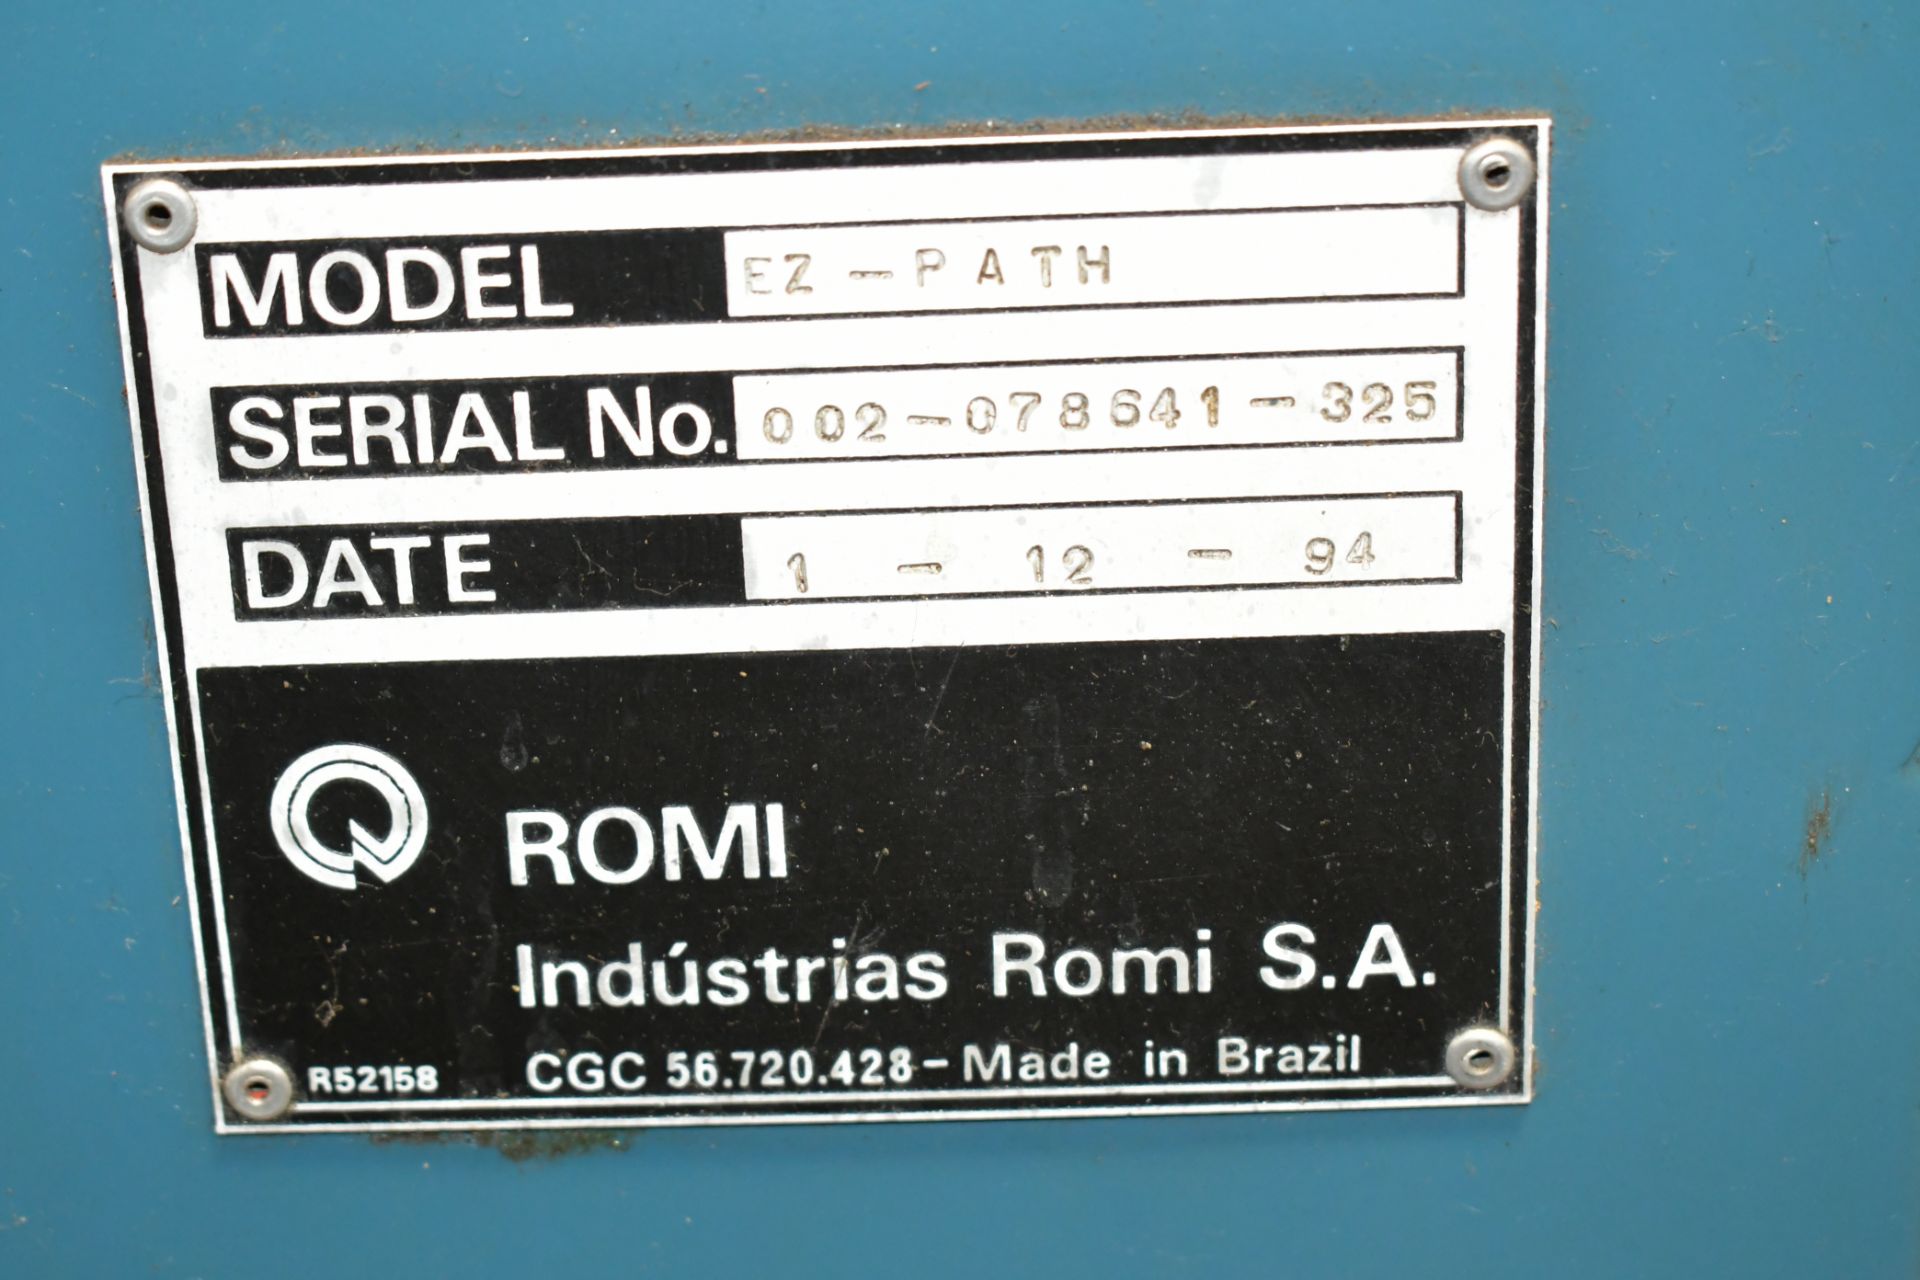 MODEL EZ-PATH
SERIAL No. 002-078641-325
DATE 1 - 12 - 94
ROMI
Indústrias Romi S.A.
R52158 CGC 56.720.428 - Made in Brazil